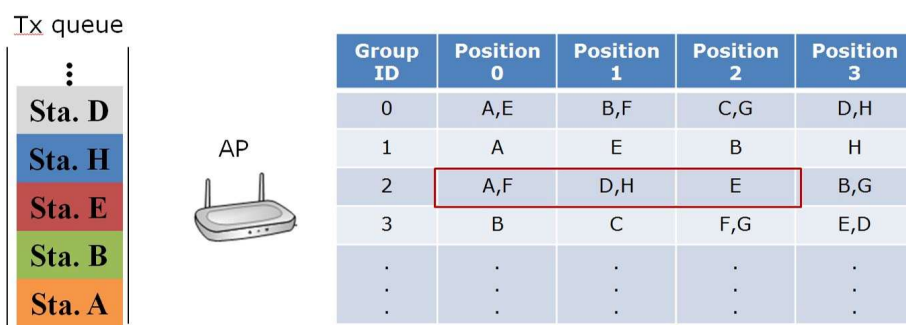 Tx queue
⋮
Sta. D
Sta. H
Sta. E
Sta. B
Sta. A
AP
Group ID Position 0 Position 1 Position 2 Position 3
0 A,E B,F C,G D,H
1 A E B H
2 A,F D,H E B,G
3 B C F,G E,D
. . . . .
. . . . .
. . . . .